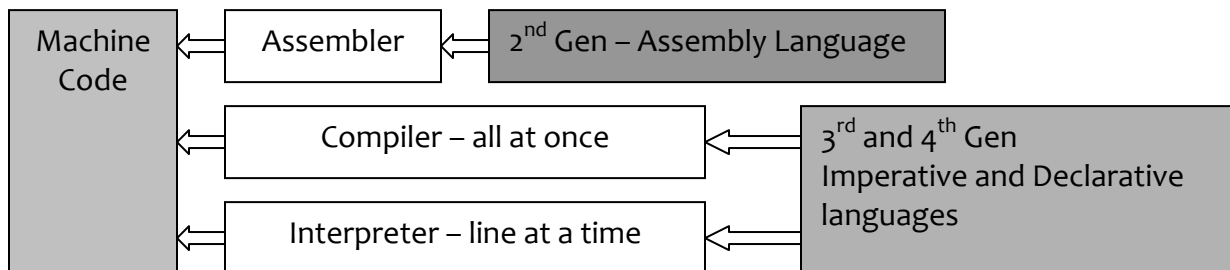 Machine
Code
Assembler
2nd Gen – Assembly Language
Compiler – all at once
3rd and 4th Gen
Imperative and Declarative
languages
Interpreter – line at a time